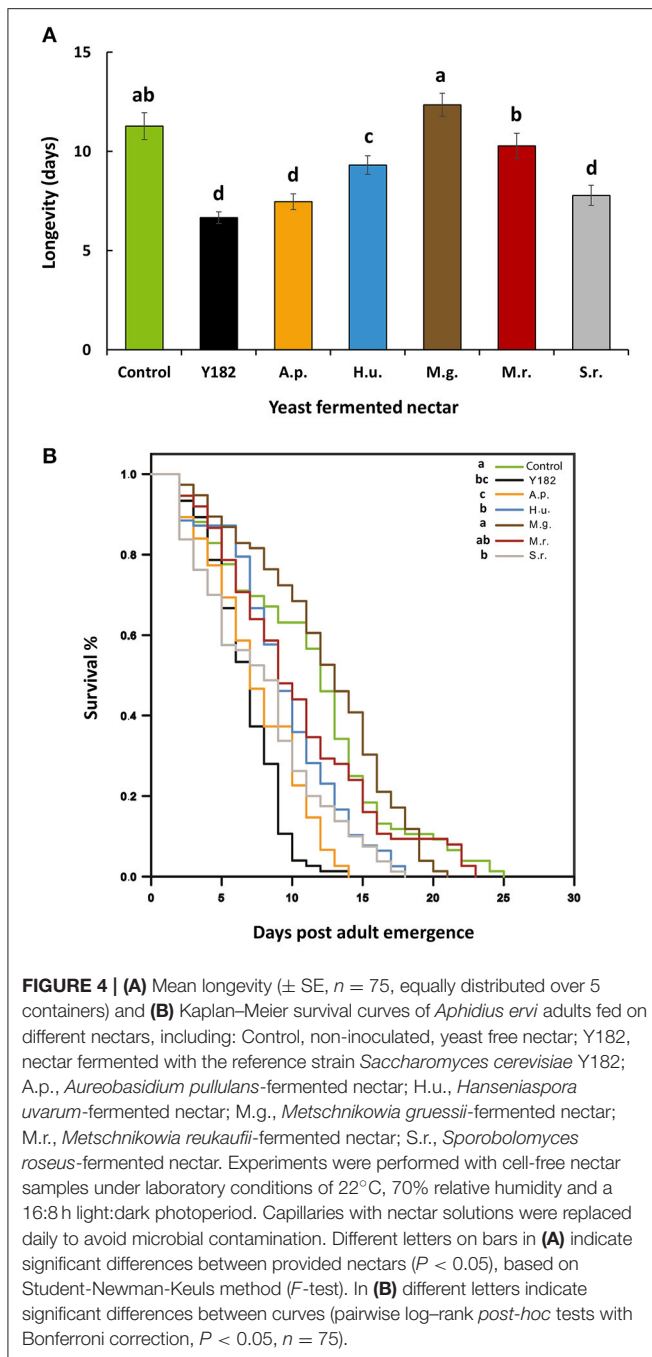 A
15
10
5
0
Longevity (days)
ab
d
d
c
a
b
d
Control Y182 A.p. H.u. M.g. M.r. S.r.
Yeast fermented nectar
B
1.0
0.8
0.6
0.4
0.2
0.0
Survival %
a Control
bc Y182
c A.p.
b H.u.
a M.g.
ab M.r.
b S.r.
0 5 10 15 20 25 30
Days post adult emergence
FIGURE 4 | (A) Mean longevity (± SE, n = 75, equally distributed over 5
containers) and (B) Kaplan–Meier survival curves of Aphidius ervi adults fed on
different nectars, including: Control, non-inoculated, yeast free nectar; Y182,
nectar fermented with the reference strain Saccharomyces cerevisiae Y182;
A.p., Aureobasidium pullulans-fermented nectar; H.u., Hanseniaspora
uvarum-fermented nectar; M.g., Metschnikowia gruessii-fermented nectar;
M.r., Metschnikowia reukaufii-fermented nectar; S.r., Sporobolomyces
roseus-fermented nectar. Experiments were performed with cell-free nectar
samples under laboratory conditions of 22°C, 70% relative humidity and a
16:8 h light:dark photoperiod. Capillaries with nectar solutions were replaced
daily to avoid microbial contamination. Different letters on bars in (A) indicate
significant differences between provided nectars (P < 0.05), based on
Student-Newman-Keuls method (F-test). In (B) different letters indicate
significant differences between curves (pairwise log–rank post-hoc tests with
Bonferroni correction, P < 0.05, n = 75).